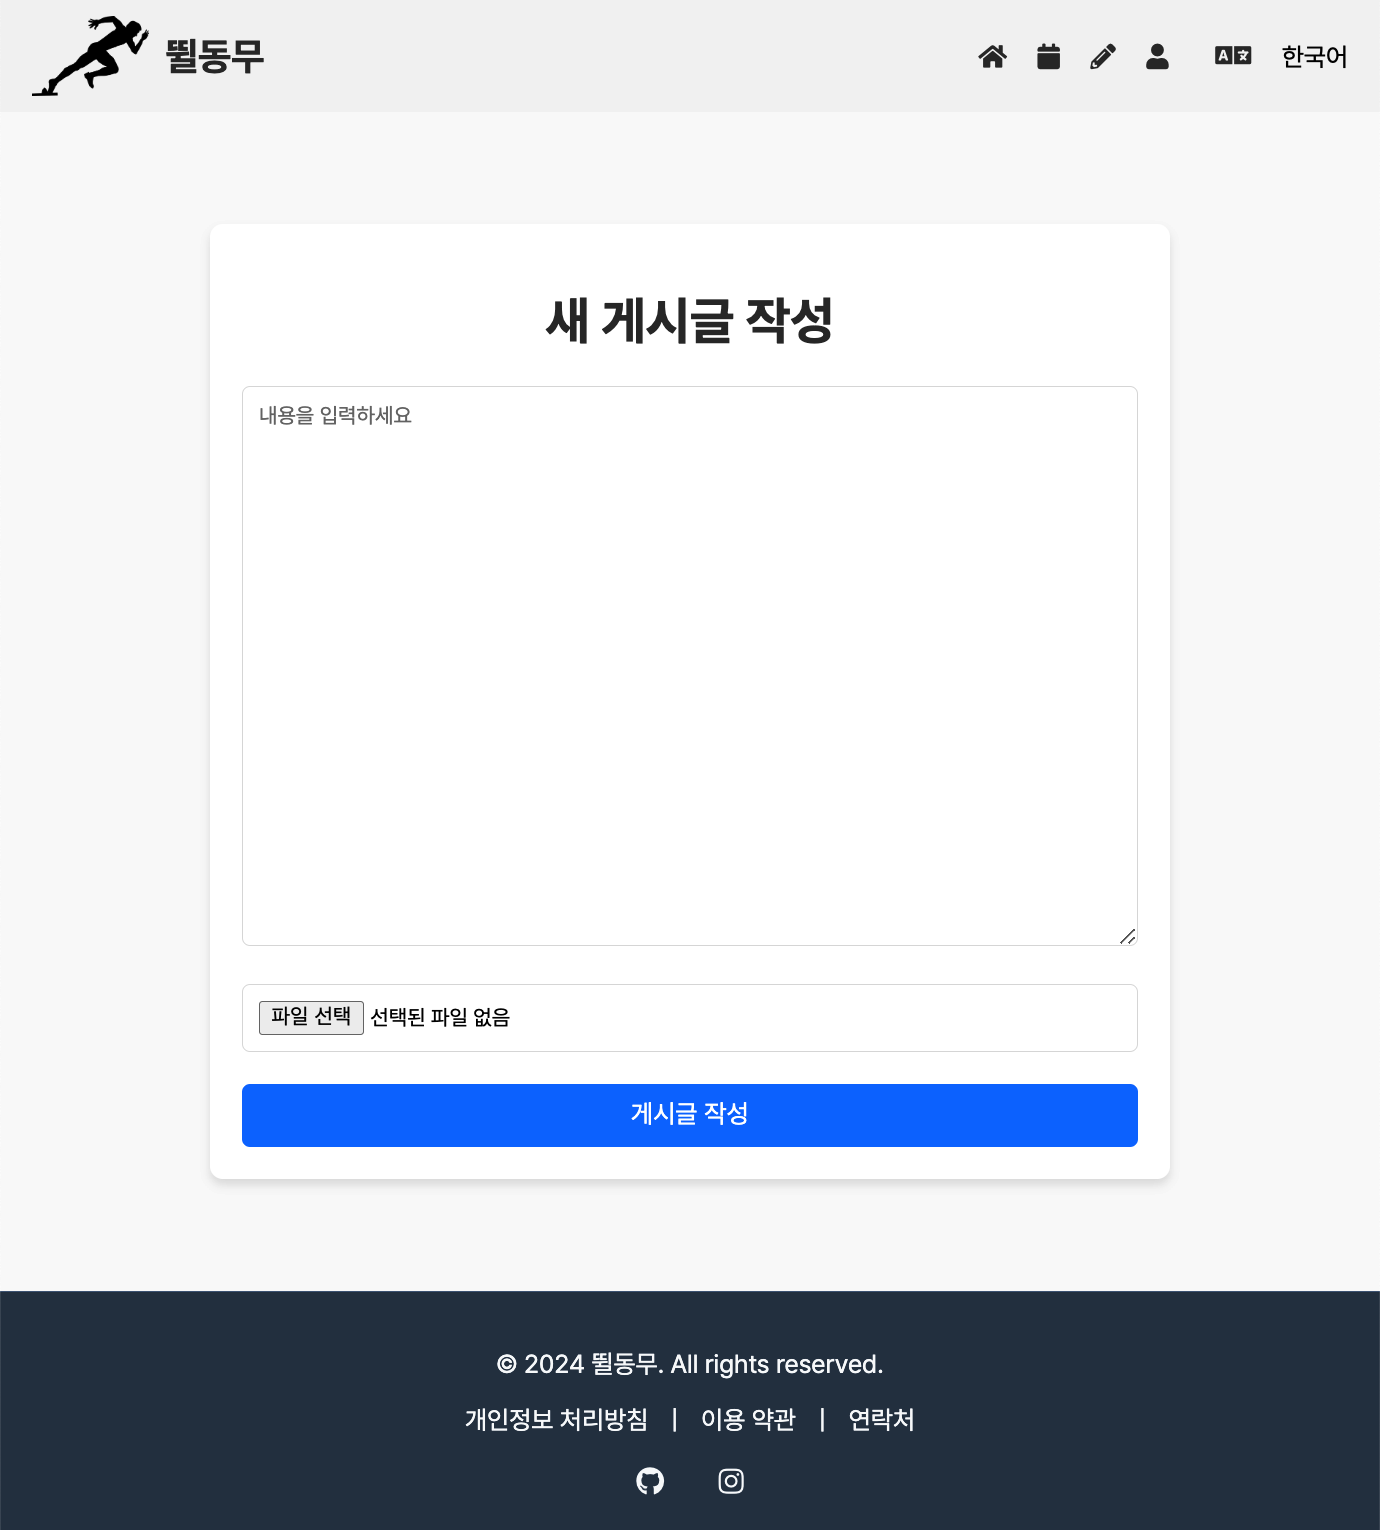 뛸동무
한국어
새 게시글 작성
내용을 입력하세요
파일 선택 선택된 파일 없음
게시글 작성
© 2024 뛸동무. All rights reserved.
개인정보 처리방침 | 이용 약관 | 연락처